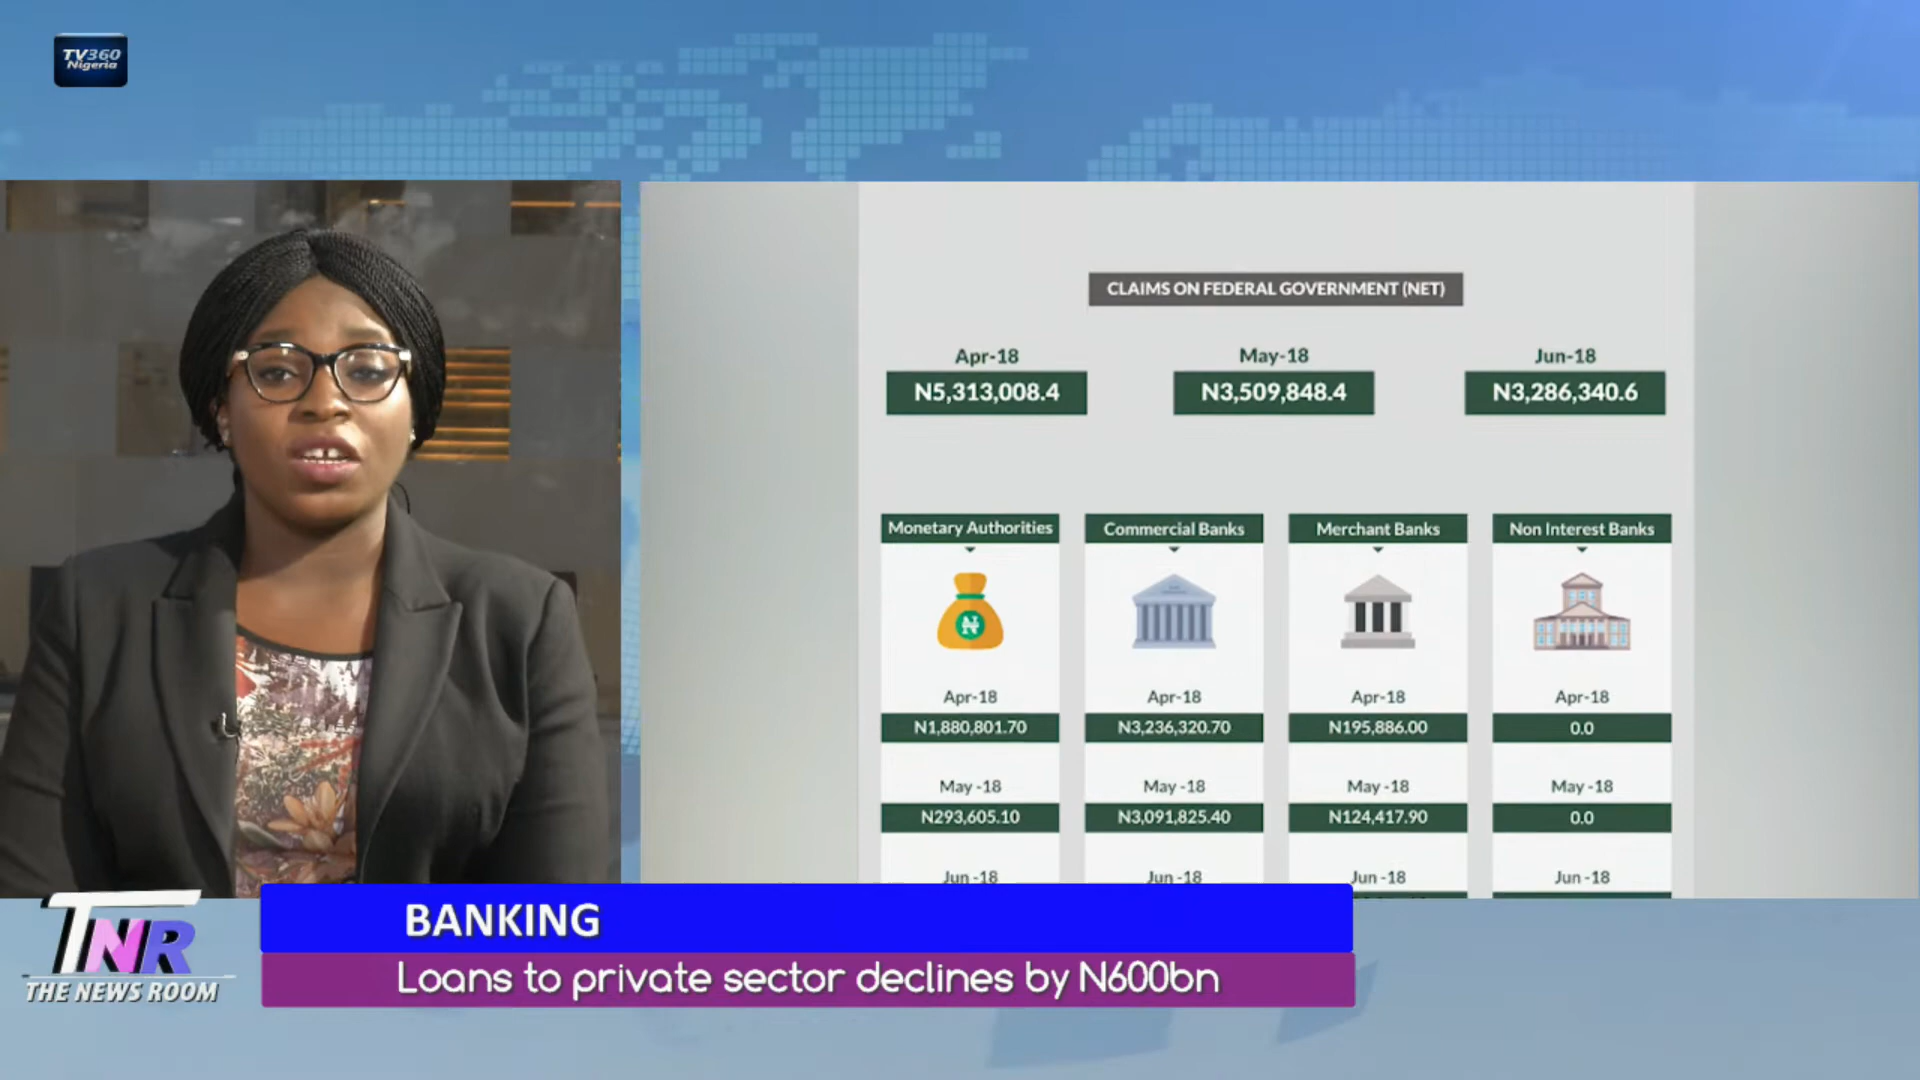 TV360
Nigeria
CLAIMS ON FEDERAL GOVERNMENT (NET)
Apr-18 May-18 Jun-18
N5,313,008.4 N3,509,848.4 N3,286,340.6
Monetary Authorities Commercial Banks Merchant Banks Non Interest Banks
₦
Apr-18 Apr-18 Apr-18 Apr-18
N1,880,801.70 N3,236,320.70 N195,886.00 0.0
May -18 May -18 May -18 May -18
N293,605.10 N3,091,825.40 N124,417.90 0.0
Jun -18 Jun -18 Jun -18 Jun -18
BANKING
Loans to private sector declines by N600bn
TNR
THE NEWS ROOM